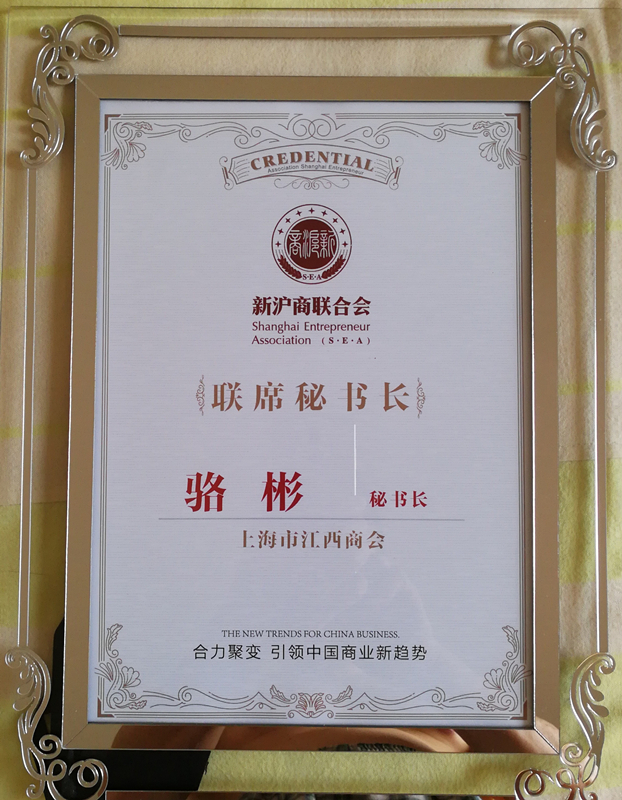 CREDENTIAL
Association Shanghai Entrepreneur
商沪新
S·E·A
新沪商联合会
Shanghai Entrepreneur
Association (S·E·A)
联席秘书长
骆 彬 秘书长
上海市江西商会
THE NEW TRENDS FOR CHINA BUSINESS.
合力聚变 引领中国商业新趋势